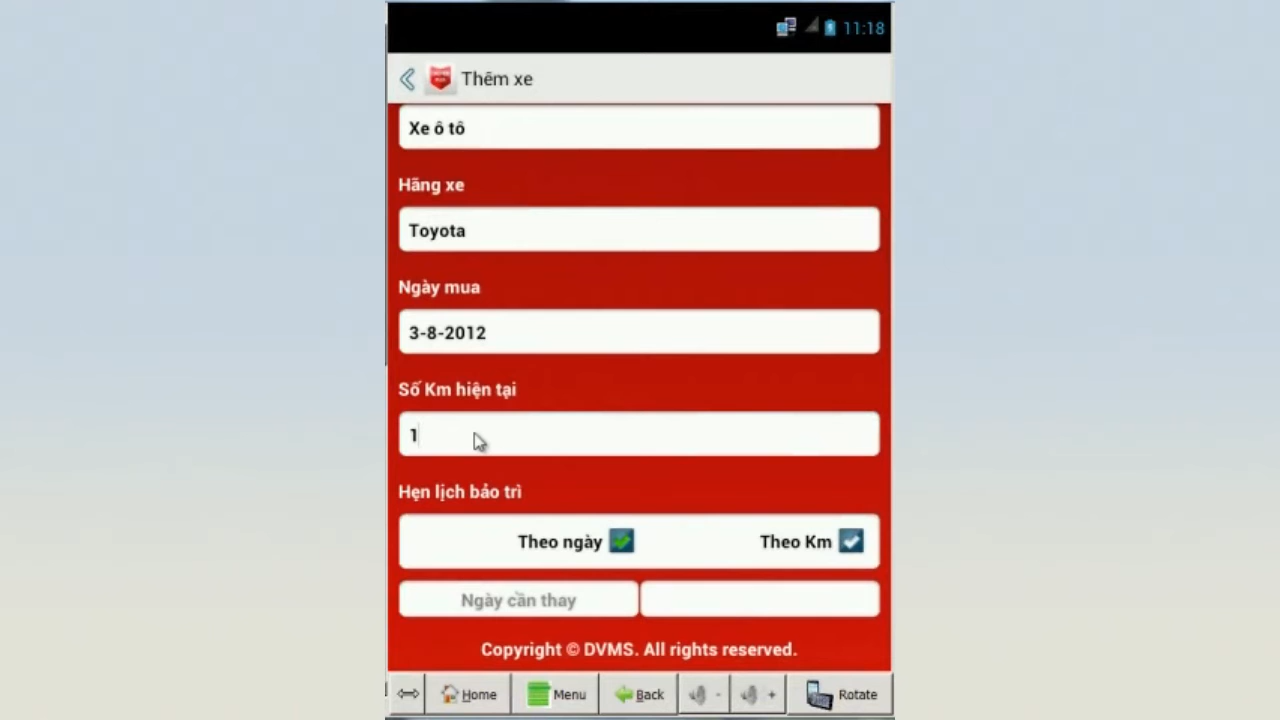 11:18
Thêm xe
Xe ô tô
Hãng xe
Toyota
Ngày mua
3-8-2012
Số Km hiện tại
1
Hẹn lịch bảo trì
Theo ngày Theo Km
Ngày cần thay
Copyright © DVMS. All rights reserved.
Home Menu Back - + Rotate